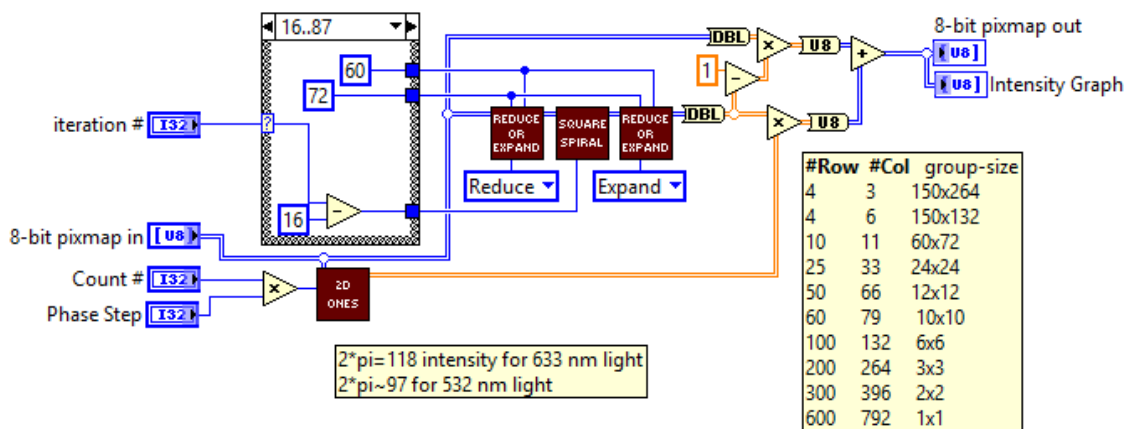 16..87
8-bit pixmap out
DBL
×
U8
+
U8]
60
1
−
U8]
Intensity Graph
72
iteration #
I32
?
REDUCE
OR
EXPAND
SQUARE
SPIRAL
REDUCE
OR
EXPAND
DBL
×
U8
Reduce
Expand
#Row #Col group-size
4 3 150x264
4 6 150x132
10 11 60x72
25 33 24x24
50 66 12x12
60 79 10x10
100 132 6x6
200 264 3x3
300 396 2x2
600 792 1x1
16
−
8-bit pixmap in
[U8
Count #
I32
×
2D
ONES
Phase Step
I32
2*pi=118 intensity for 633 nm light
2*pi~97 for 532 nm light